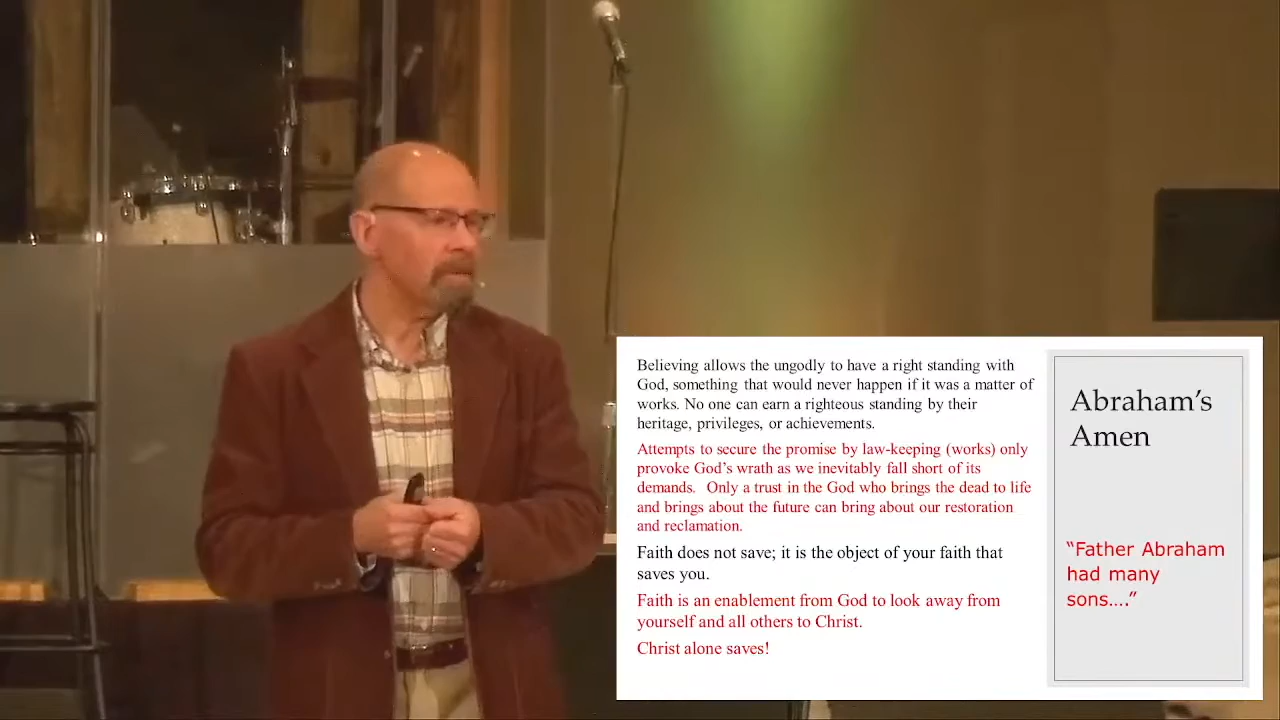 Believing allows the ungodly to have a right standing with
God, something that would never happen if it was a matter of
works. No one can earn a righteous standing by their
heritage, privileges, or achievements.
Attempts to secure the promise by law-keeping (works) only
provoke God's wrath as we inevitably fall short of its
demands.  Only a trust in the God who brings the dead to life
and brings about the future can bring about our restoration
and reclamation.
Faith does not save; it is the object of your faith that
saves you.
Faith is an enablement from God to look away from
yourself and all others to Christ.
Christ alone saves!
Abraham's
Amen
“Father Abraham
had many
sons….”